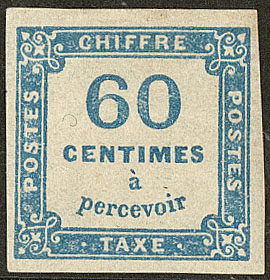 CHIFFRE
POSTES
60
CENTIMES
à
percevoir
POSTES
TAXE